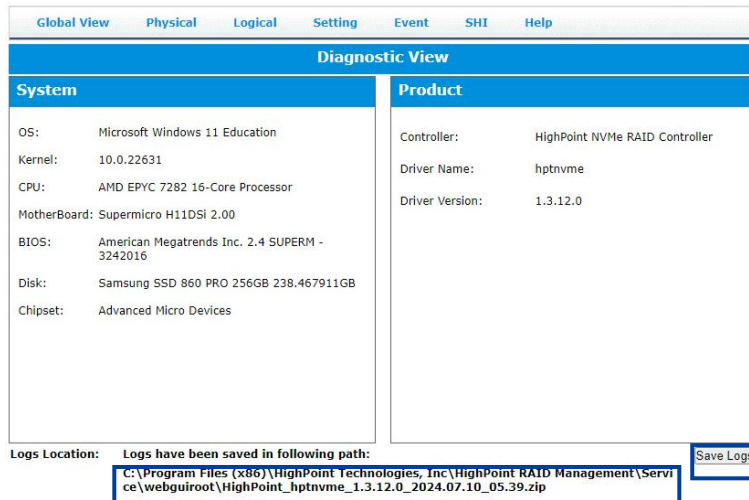 Global View Physical Logical Setting Event SHI Help
Diagnostic View
System
OS: Microsoft Windows 11 Education
Kernel: 10.0.22631
CPU: AMD EPYC 7282 16-Core Processor
MotherBoard: Supermicro H11DSi 2.00
BIOS: American Megatrends Inc. 2.4 SUPERM -
3242016
Disk: Samsung SSD 860 PRO 256GB 238.467911GB
Chipset: Advanced Micro Devices
Product
Controller: HighPoint NVMe RAID Controller
Driver Name: hptnvme
Driver Version: 1.3.12.0
Logs Location: Logs have been saved in following path:
C:\Program Files (x86)\HighPoint Technologies, Inc\HighPoint RAID Management\Servi
ce\webguiroot\HighPoint_hptnvme_1.3.12.0_2024.07.10_05.39.zip
Save Logs